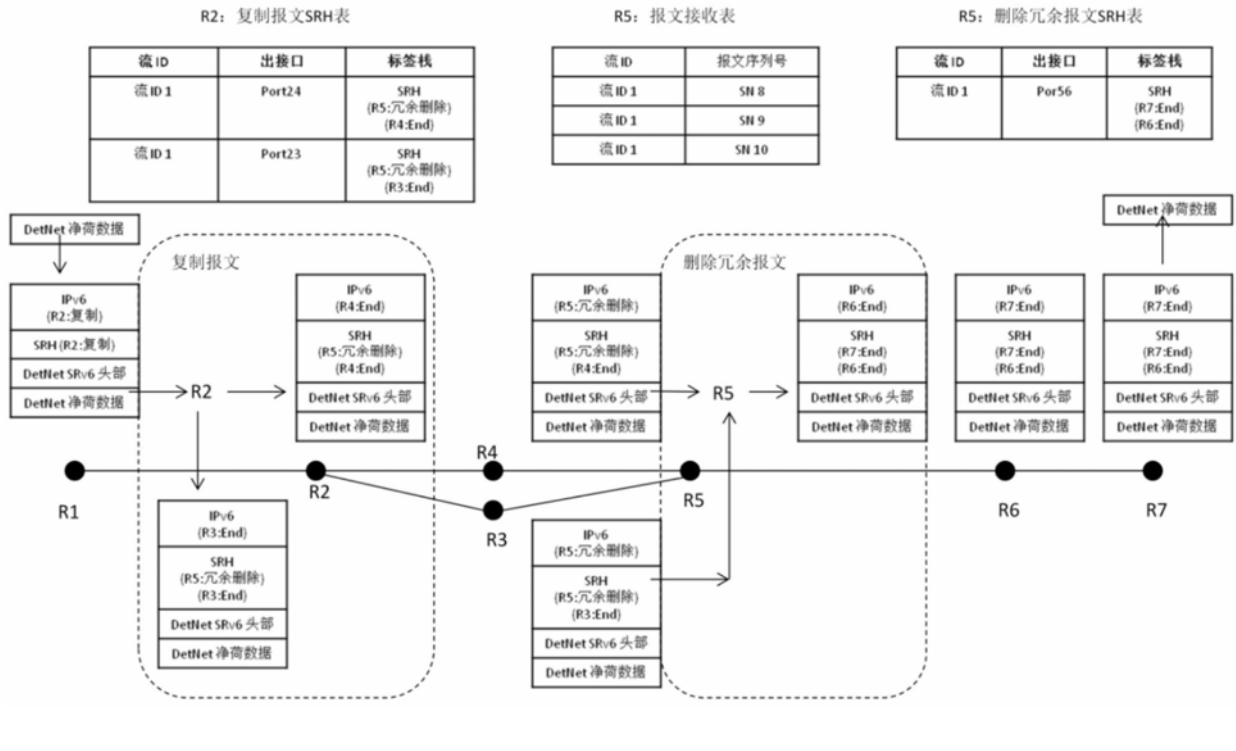 R2：复制报文SRH表
流ID 出接口 标签栈
流ID 1 Port24 SRH
(R5:冗余删除)
(R4:End)
流ID 1 Port23 SRH
(R5:冗余删除)
(R3:End)
R5：报文接收表
流ID 报文序列号
流ID 1 SN 8
流ID 1 SN 9
流ID 1 SN 10
R5：删除冗余报文SRH表
流ID 出接口 标签栈
流ID 1 Por56 SRH
(R7:End)
(R6:End)
DetNet 净荷数据
IPv6
(R2:复制)
SRH (R2:复制)
DetNet SRv6 头部
DetNet 净荷数据
复制报文
R2
IPv6
(R4:End)
SRH
(R5:冗余删除)
(R4:End)
DetNet SRv6 头部
DetNet 净荷数据
IPv6
(R3:End)
SRH
(R5:冗余删除)
(R3:End)
DetNet SRv6 头部
DetNet 净荷数据
IPv6
(R5:冗余删除)
SRH
(R5:冗余删除)
(R4:End)
DetNet SRv6 头部
DetNet 净荷数据
IPv6
(R5:冗余删除)
SRH
(R5:冗余删除)
(R3:End)
DetNet SRv6 头部
DetNet 净荷数据
删除冗余报文
R5
IPv6
(R6:End)
SRH
(R7:End)
(R6:End)
DetNet SRv6 头部
DetNet 净荷数据
IPv6
(R7:End)
SRH
(R7:End)
(R6:End)
DetNet SRv6 头部
DetNet 净荷数据
DetNet 净荷数据
IPv6
(R7:End)
SRH
(R7:End)
(R6:End)
DetNet SRv6 头部
DetNet 净荷数据
R1
R2
R4
R3
R5
R6
R7